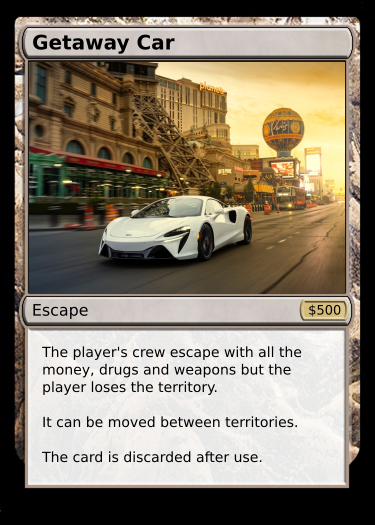 Getaway Car
Escape
$500
The player's crew escape with all the
money, drugs and weapons but the
player loses the territory.
It can be moved between territories.
The card is discarded after use.